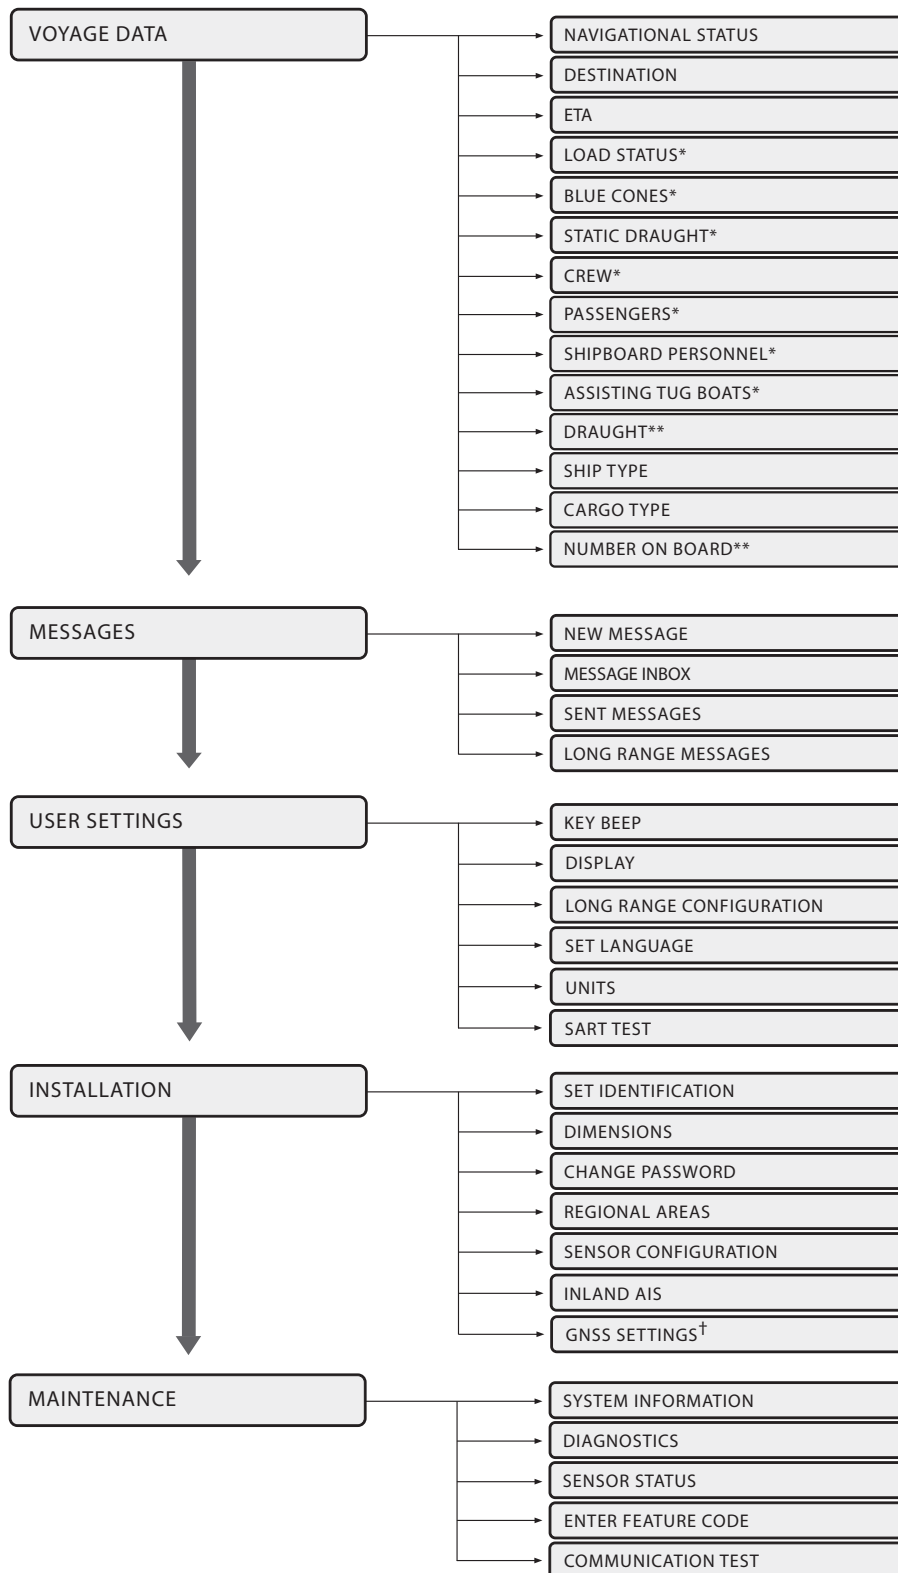 VOYAGE DATA
NAVIGATIONAL STATUS
DESTINATION
ETA
LOAD STATUS*
BLUE CONES*
STATIC DRAUGHT*
CREW*
PASSENGERS*
SHIPBOARD PERSONNEL*
ASSISTING TUG BOATS*
DRAUGHT**
SHIP TYPE
CARGO TYPE
NUMBER ON BOARD**
MESSAGES
NEW MESSAGE
MESSAGE INBOX
SENT MESSAGES
LONG RANGE MESSAGES
USER SETTINGS
KEY BEEP
DISPLAY
LONG RANGE CONFIGURATION
SET LANGUAGE
UNITS
SART TEST
INSTALLATION
SET IDENTIFICATION
DIMENSIONS
CHANGE PASSWORD
REGIONAL AREAS
SENSOR CONFIGURATION
INLAND AIS
GNSS SETTINGS†
MAINTENANCE
SYSTEM INFORMATION
DIAGNOSTICS
SENSOR STATUS
ENTER FEATURE CODE
COMMUNICATION TEST